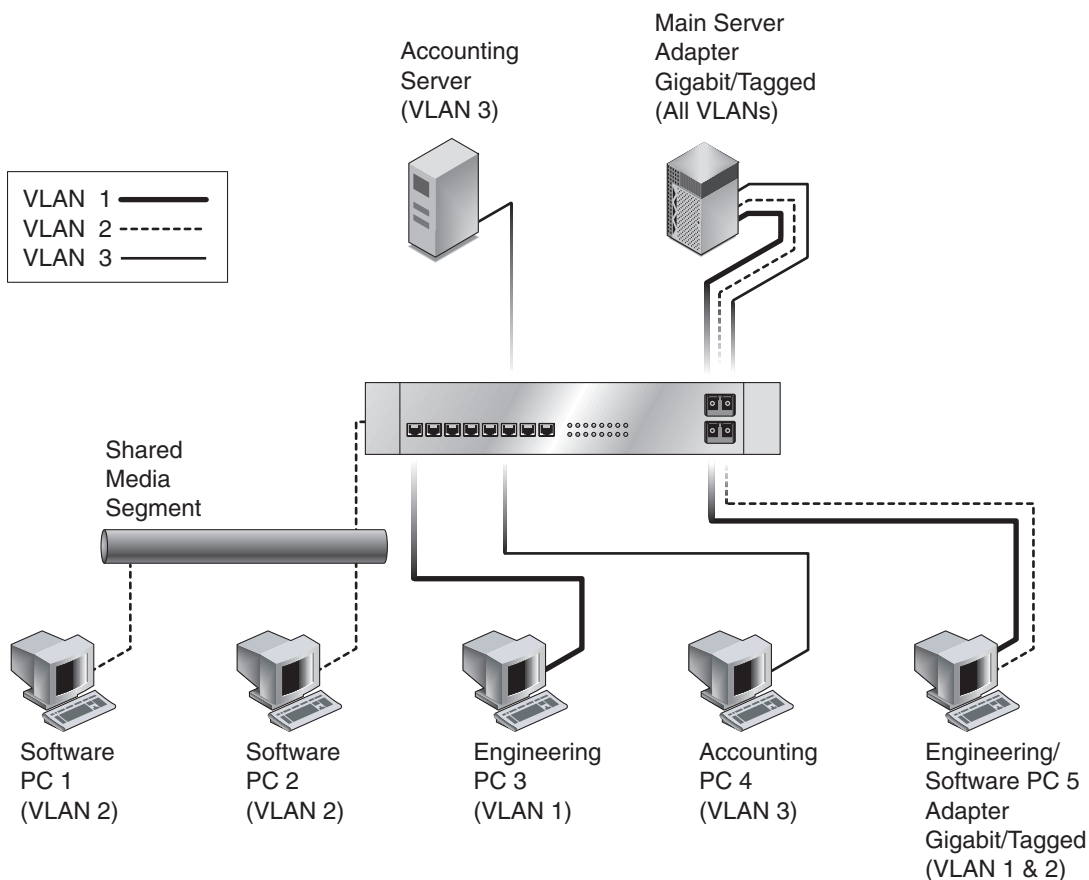 Accounting
Server
(VLAN 3)
Main Server
Adapter
Gigabit/Tagged
(All VLANs)
VLAN 1
VLAN 2
VLAN 3
Shared
Media
Segment
Software
PC 1
(VLAN 2)
Software
PC 2
(VLAN 2)
Engineering
PC 3
(VLAN 1)
Accounting
PC 4
(VLAN 3)
Engineering/
Software PC 5
Adapter
Gigabit/Tagged
(VLAN 1 & 2)